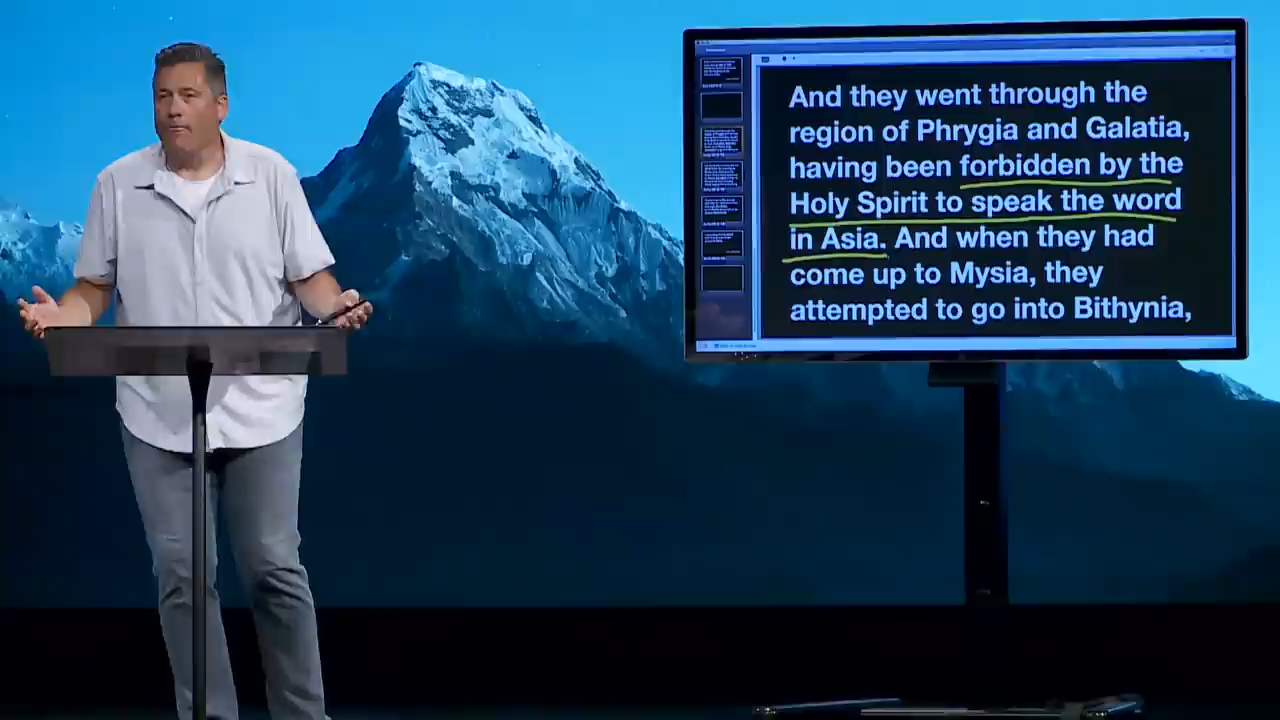 And they went through the
region of Phrygia and Galatia,
having been forbidden by the
Holy Spirit to speak the word
in Asia. And when they had
come up to Mysia, they
attempted to go into Bithynia,